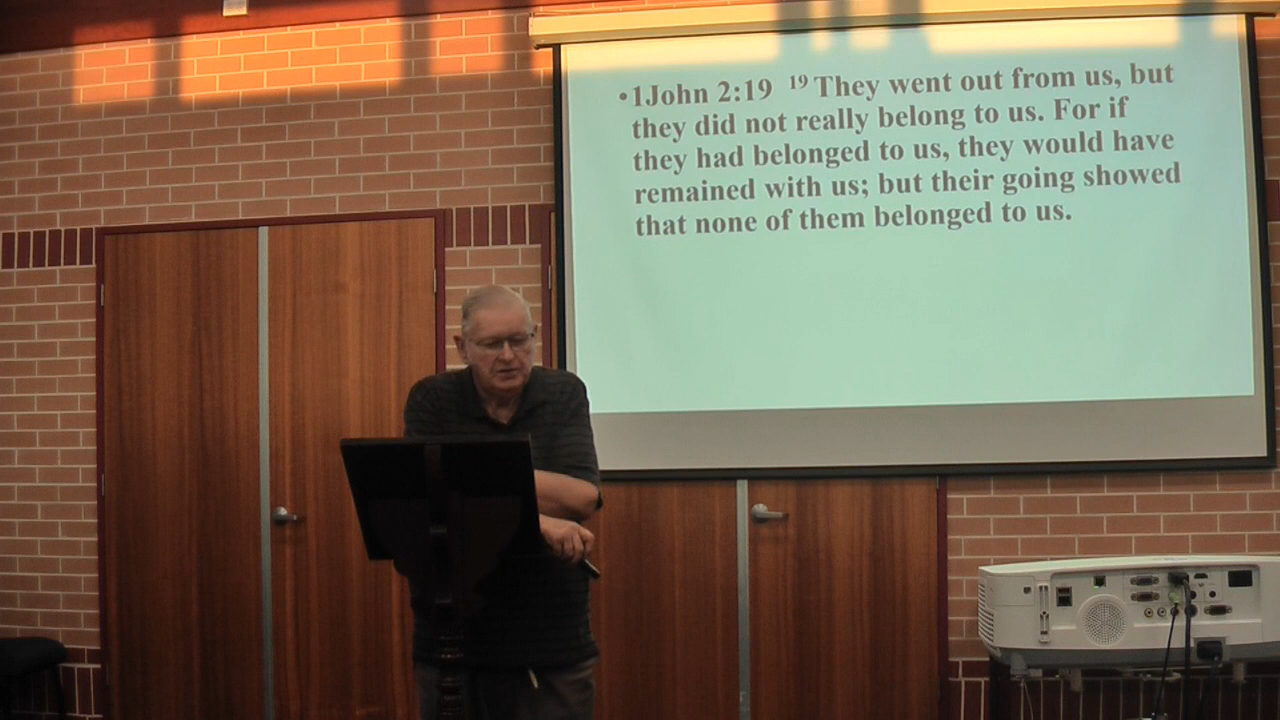 •1John 2:19 19 They went out from us, but
they did not really belong to us. For if
they had belonged to us, they would have
remained with us; but their going showed
that none of them belonged to us.